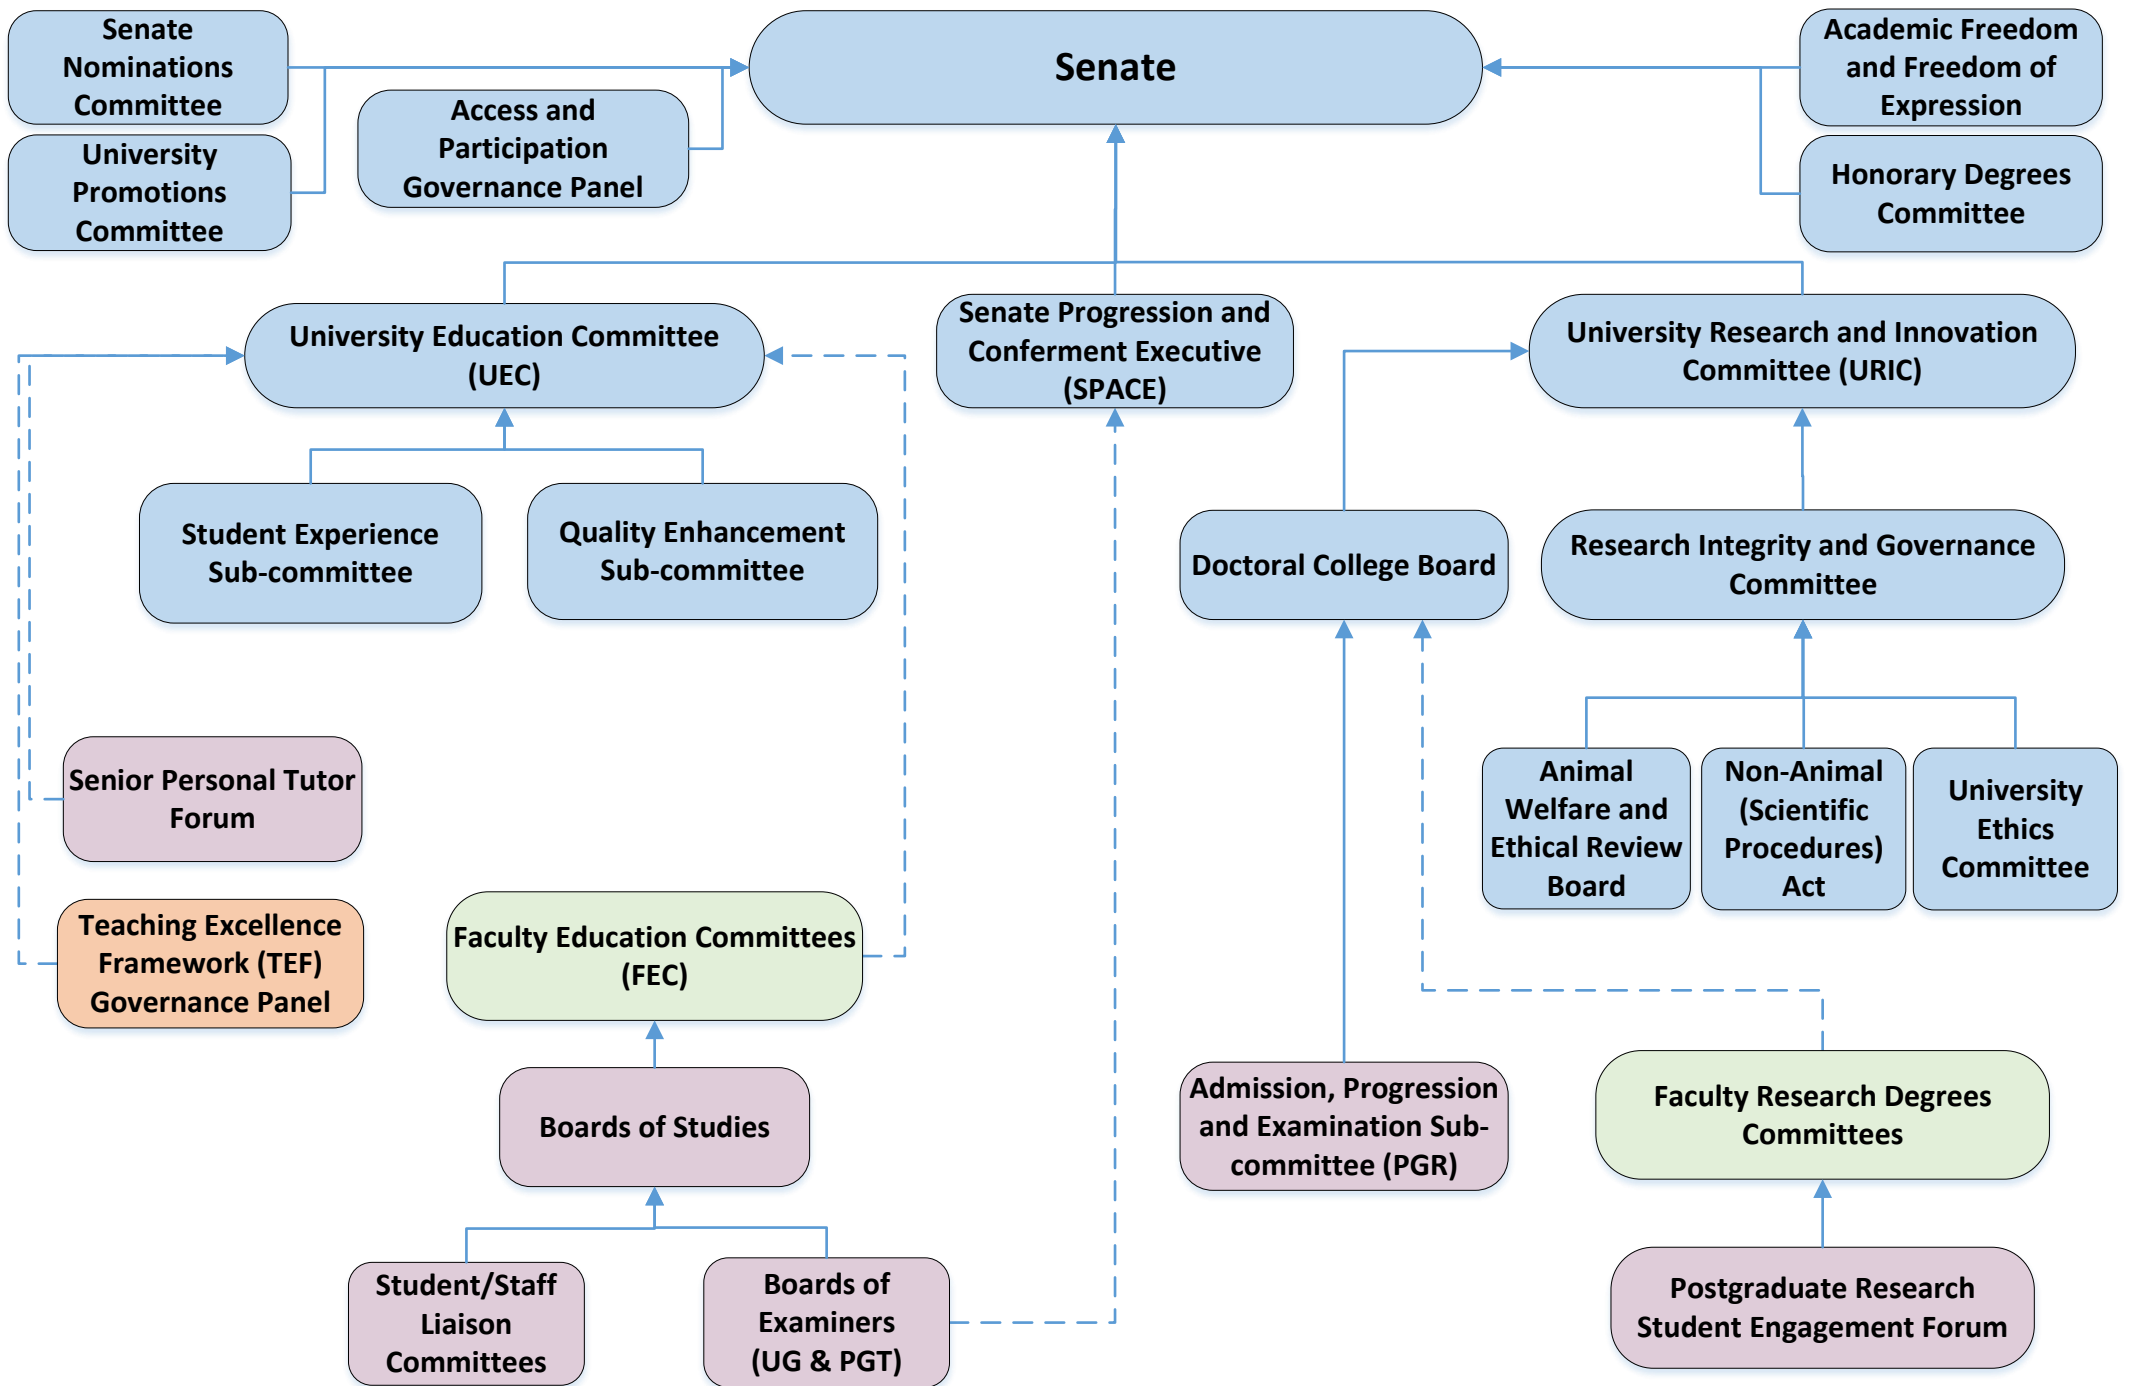 Senate
Nominations
Committee
Senate
Academic Freedom
and Freedom of
Expression
Access and
Participation
Governance Panel
University
Promotions
Committee
Honorary Degrees
Committee
University Education Committee
(UEC)
Senate Progression and
Conferment Executive
(SPACE)
University Research and Innovation
Committee (URIC)
Student Experience
Sub-committee
Quality Enhancement
Sub-committee
Doctoral College Board
Research Integrity and Governance
Committee
Senior Personal Tutor
Forum
Animal
Welfare and
Ethical Review
Board
Non-Animal
(Scientific
Procedures)
Act
University
Ethics
Committee
Teaching Excellence
Framework (TEF)
Governance Panel
Faculty Education Committees
(FEC)
Boards of Studies
Admission, Progression
and Examination Sub-
committee (PGR)
Faculty Research Degrees
Committees
Student/Staff
Liaison
Committees
Boards of
Examiners
(UG & PGT)
Postgraduate Research
Student Engagement Forum